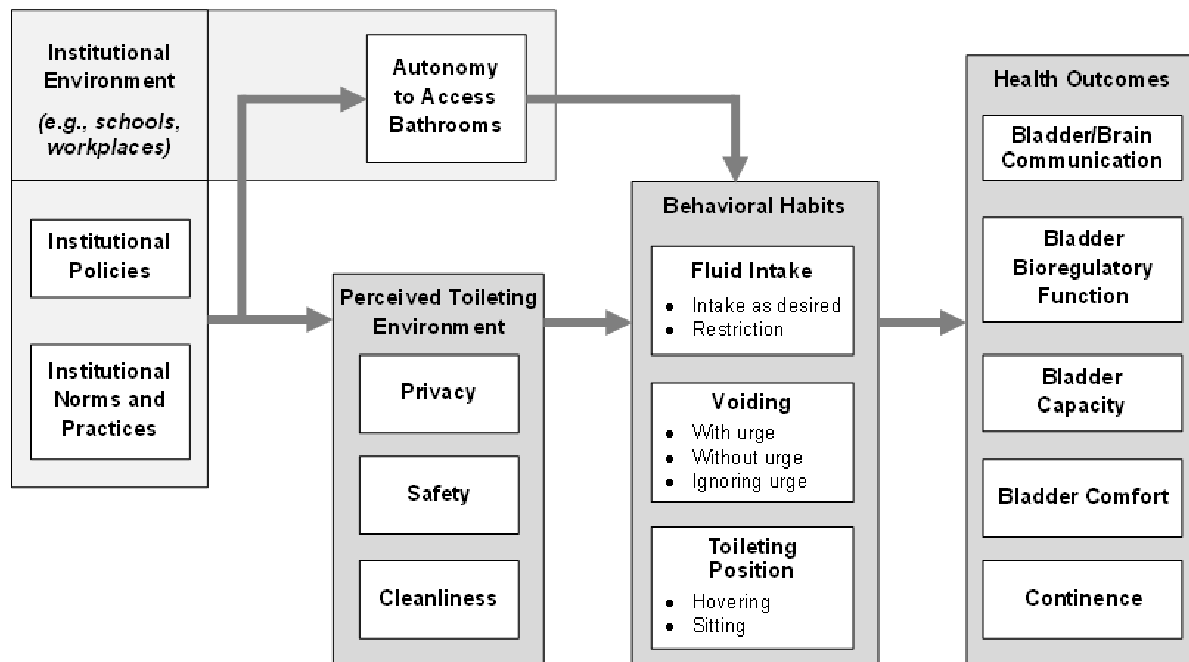 Institutional
Environment
(e.g., schools,
workplaces)
Institutional
Policies
Institutional
Norms and
Practices
Autonomy
to Access
Bathrooms
Perceived Toileting
Environment
Privacy
Safety
Cleanliness
Behavioral Habits
Fluid Intake
● Intake as desired
● Restriction
Voiding
● With urge
● Without urge
● Ignoring urge
Toileting
Position
● Hovering
● Sitting
Health Outcomes
Bladder/Brain
Communication
Bladder
Bioregulatory
Function
Bladder
Capacity
Bladder Comfort
Continence